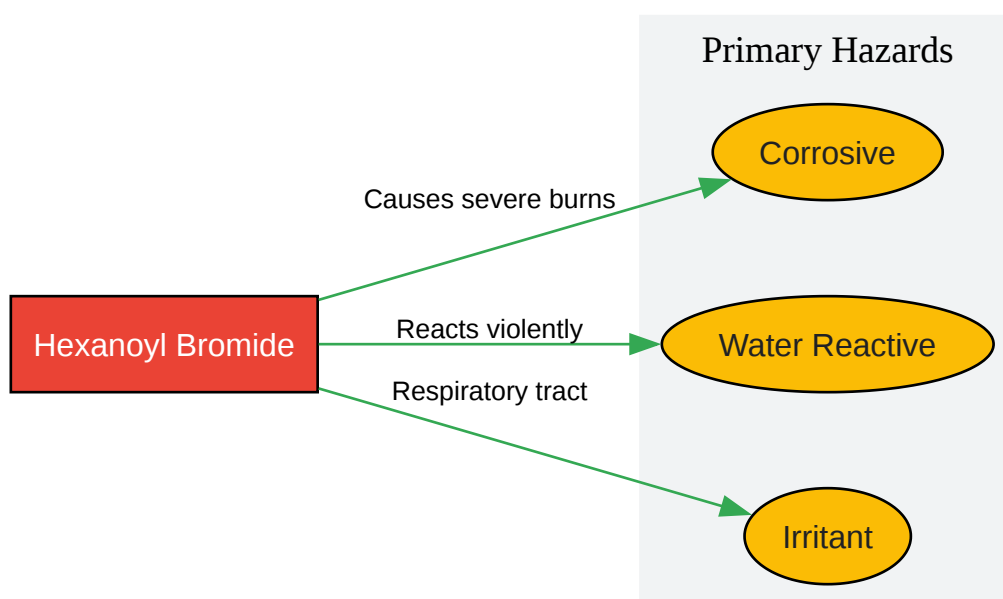 Primary Hazards
Corrosive
Causes severe burns
Hexanoyl Bromide
Reacts violently
Water Reactive
Respiratory tract
Irritant